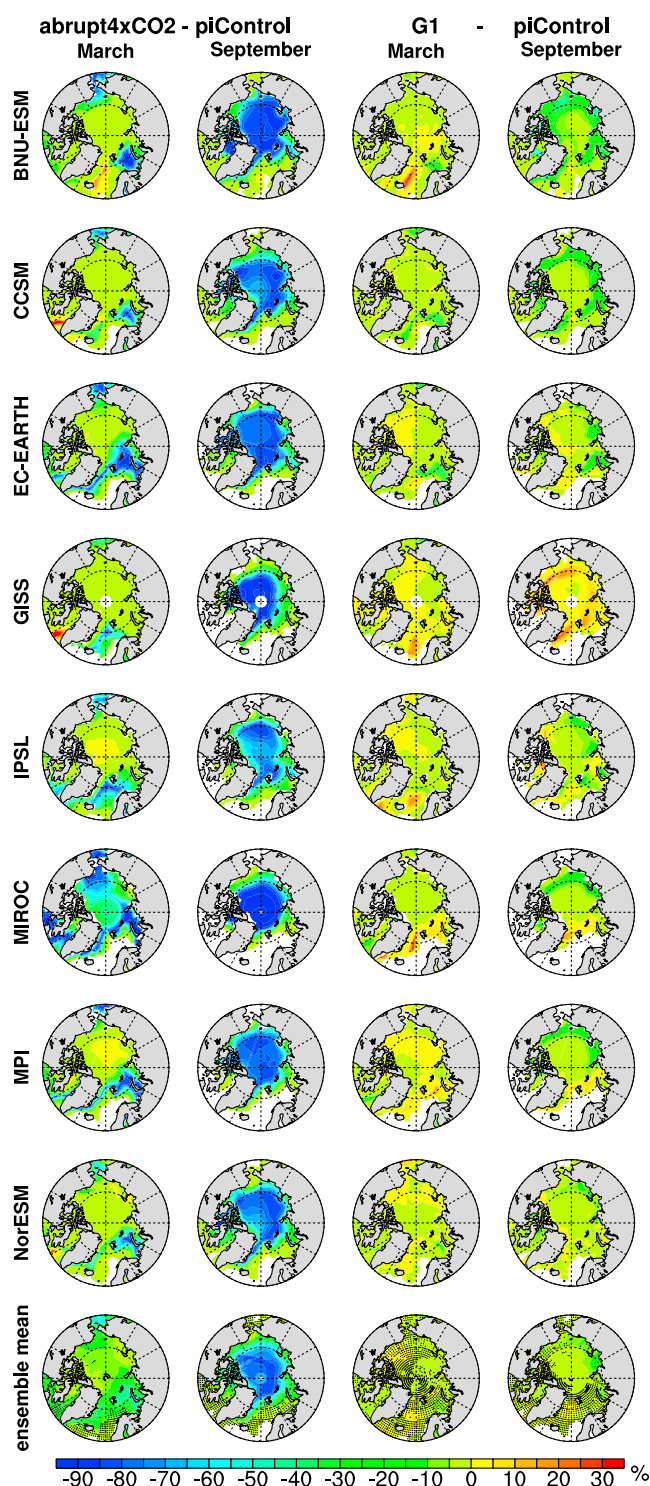 abrupt4xCO2 - piControl G1 - piControl
March September March September
BNU-ESM
CCSM
EC-EARTH
GISS
IPSL
MIROC
MPI
NorESM
ensemble mean
-90 -80 -70 -60 -50 -40 -30 -20 -10 0 10 20 30 %